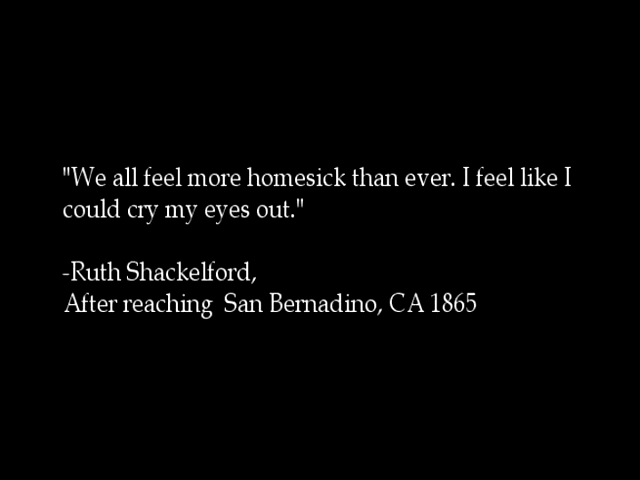 "We all feel more homesick than ever. I feel like I
could cry my eyes out."
-Ruth Shackelford,
After reaching  San Bernadino, CA 1865